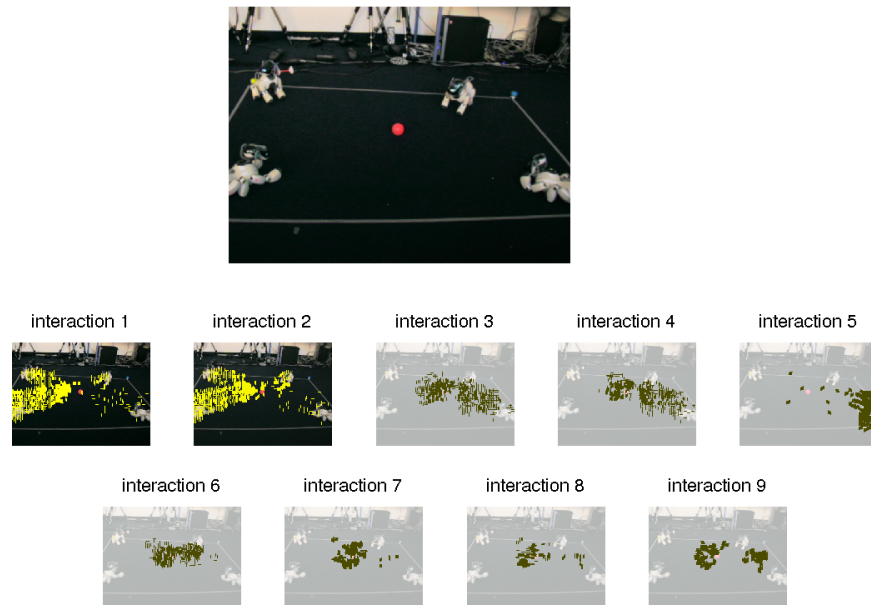 interaction 1
interaction 2
interaction 3
interaction 4
interaction 5
interaction 6
interaction 7
interaction 8
interaction 9